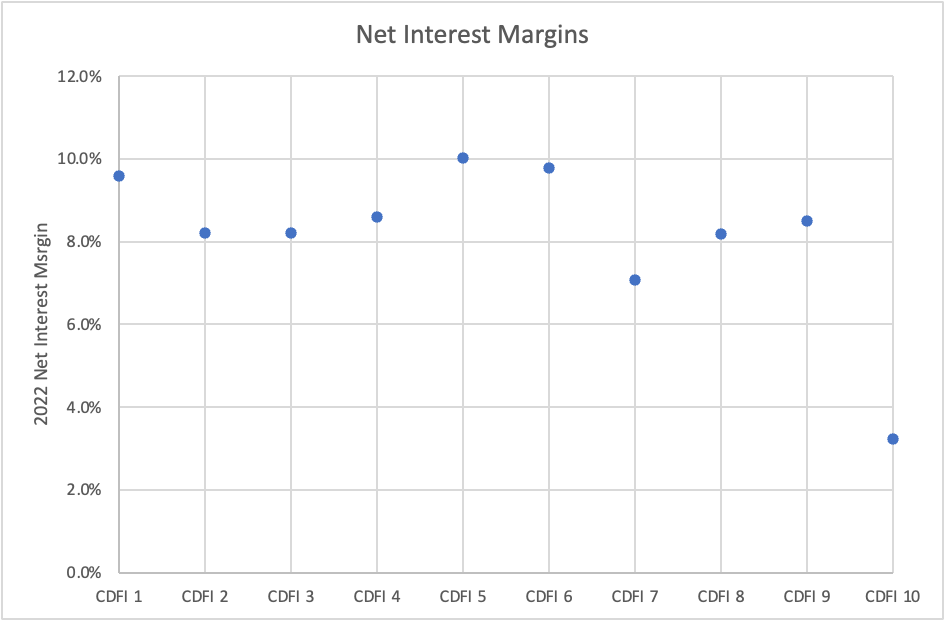 Net Interest Margins
12.0%
10.0%
8.0%
6.0%
4.0%
2.0%
0.0%
2022 Net Interest Msrgin
CDFI 1 CDFI 2 CDFI 3 CDFI 4 CDFI 5 CDFI 6 CDFI 7 CDFI 8 CDFI 9 CDFI 10